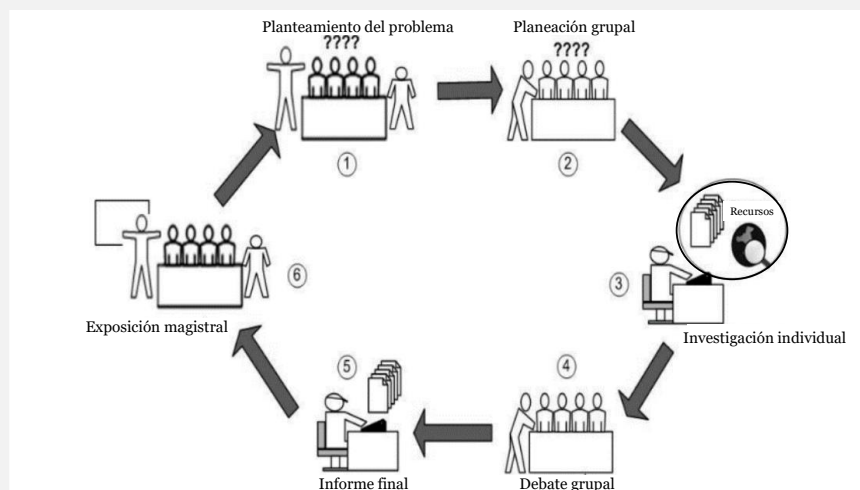 Planteamiento del problema
????
1
Planeación grupal
????
2
Recursos
3
Investigación individual
4
Debate grupal
5
Informe final
6
Exposición magistral